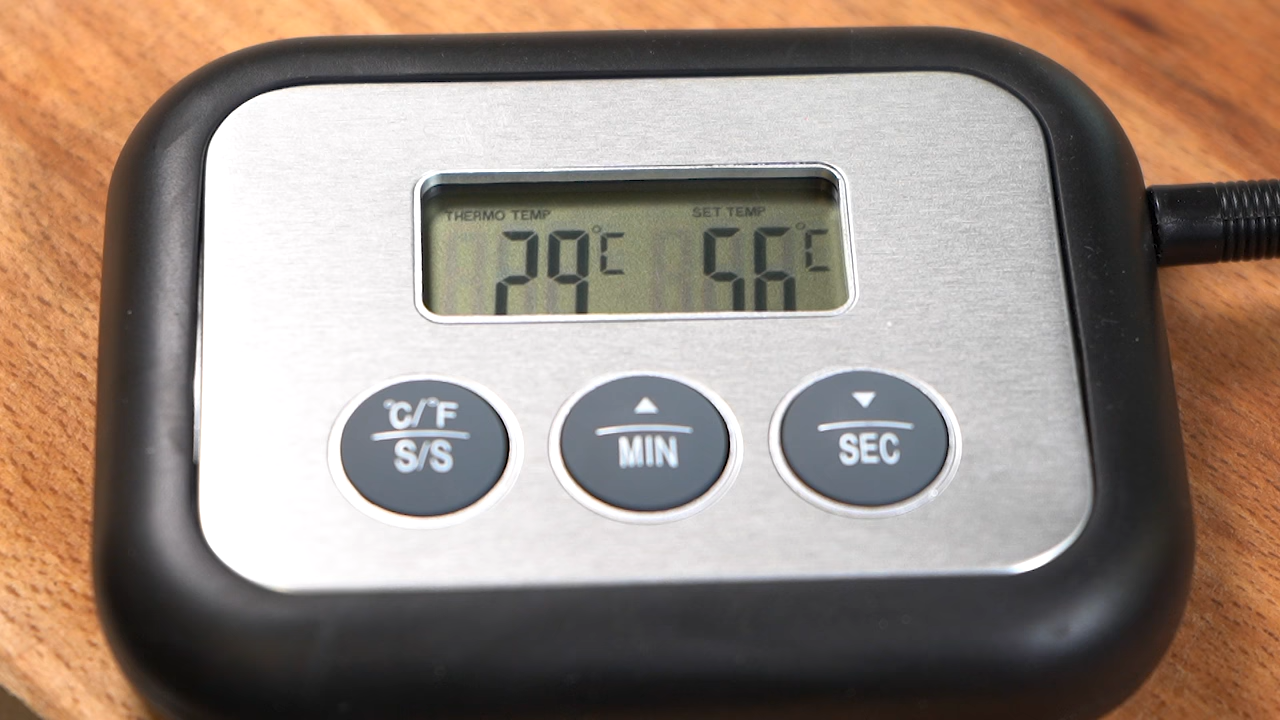 THERMO TEMP SET TEMP
29°C 56°C
°C/°F
S/S
▲
MIN
▼
SEC